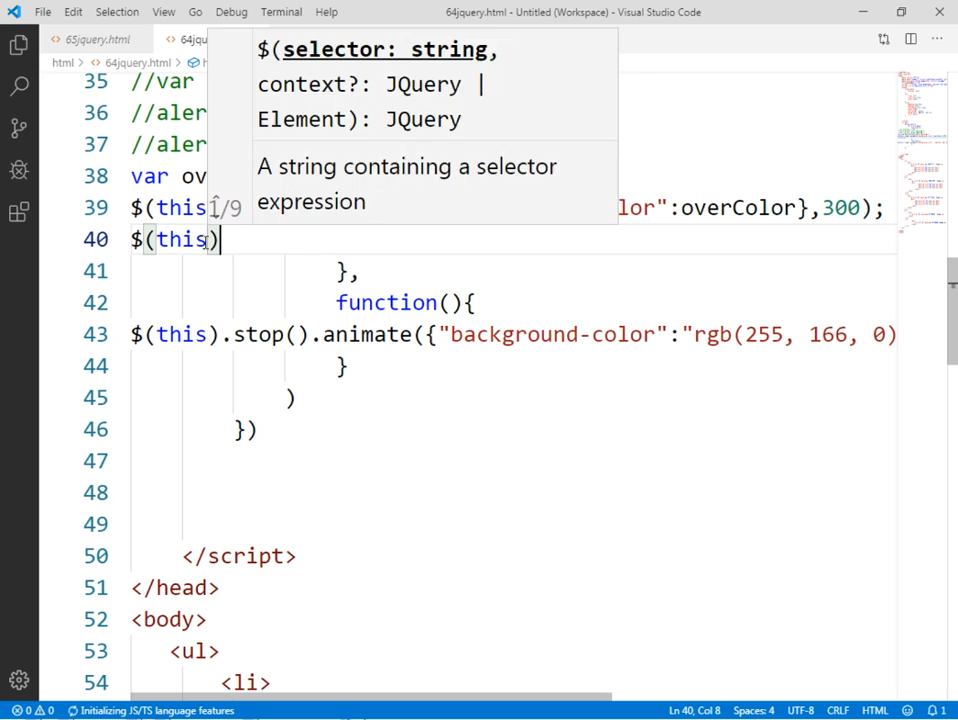 File Edit Selection View Go Debug Terminal Help 64jquery.html - Untitled (Workspace) - Visual Studio Code
65jquery.html 64jqu
html > 64jquery.html >
$(selector: string,
context?: JQuery |
Element): JQuery
A string containing a selector
expression
1/9
35 //var
36 //aler
37 //aler
38 var ov
39 $(this lor":overColor},300);
40 $(this)
41 },
42 function(){
43 $(this).stop().animate({"background-color":"rgb(255, 166, 0)
44 }
45 )
46 })
47
48
49
50 </script>
51 </head>
52 <body>
53 <ul>
54 <li>
0 0 Initializing JS/TS language features Ln 40, Col 8 Spaces: 4 UTF-8 CRLF HTML 1